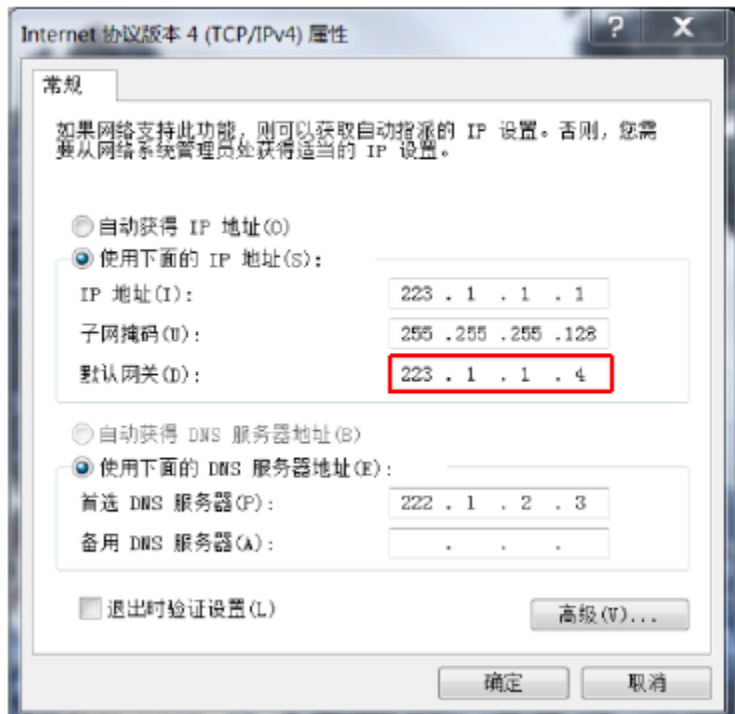 Internet 协议版本 4 (TCP/IPv4) 属性
常规
如果网络支持此功能，则可以获取自动指派的 IP 设置。否则，您需
要从网络系统管理员处获得适当的 IP 设置。
自动获得 IP 地址(O)
使用下面的 IP 地址(S):
IP 地址(I): 223 . 1 . 1 . 1
子网掩码(U): 255 .255 .255 .128
默认网关(D): 223 . 1 . 1 . 4
自动获得 DNS 服务器地址(B)
使用下面的 DNS 服务器地址(E):
首选 DNS 服务器(P): 222 . 1 . 2 . 3
备用 DNS 服务器(A): . . .
退出时验证设置(L)
高级(V)...
确定 取消